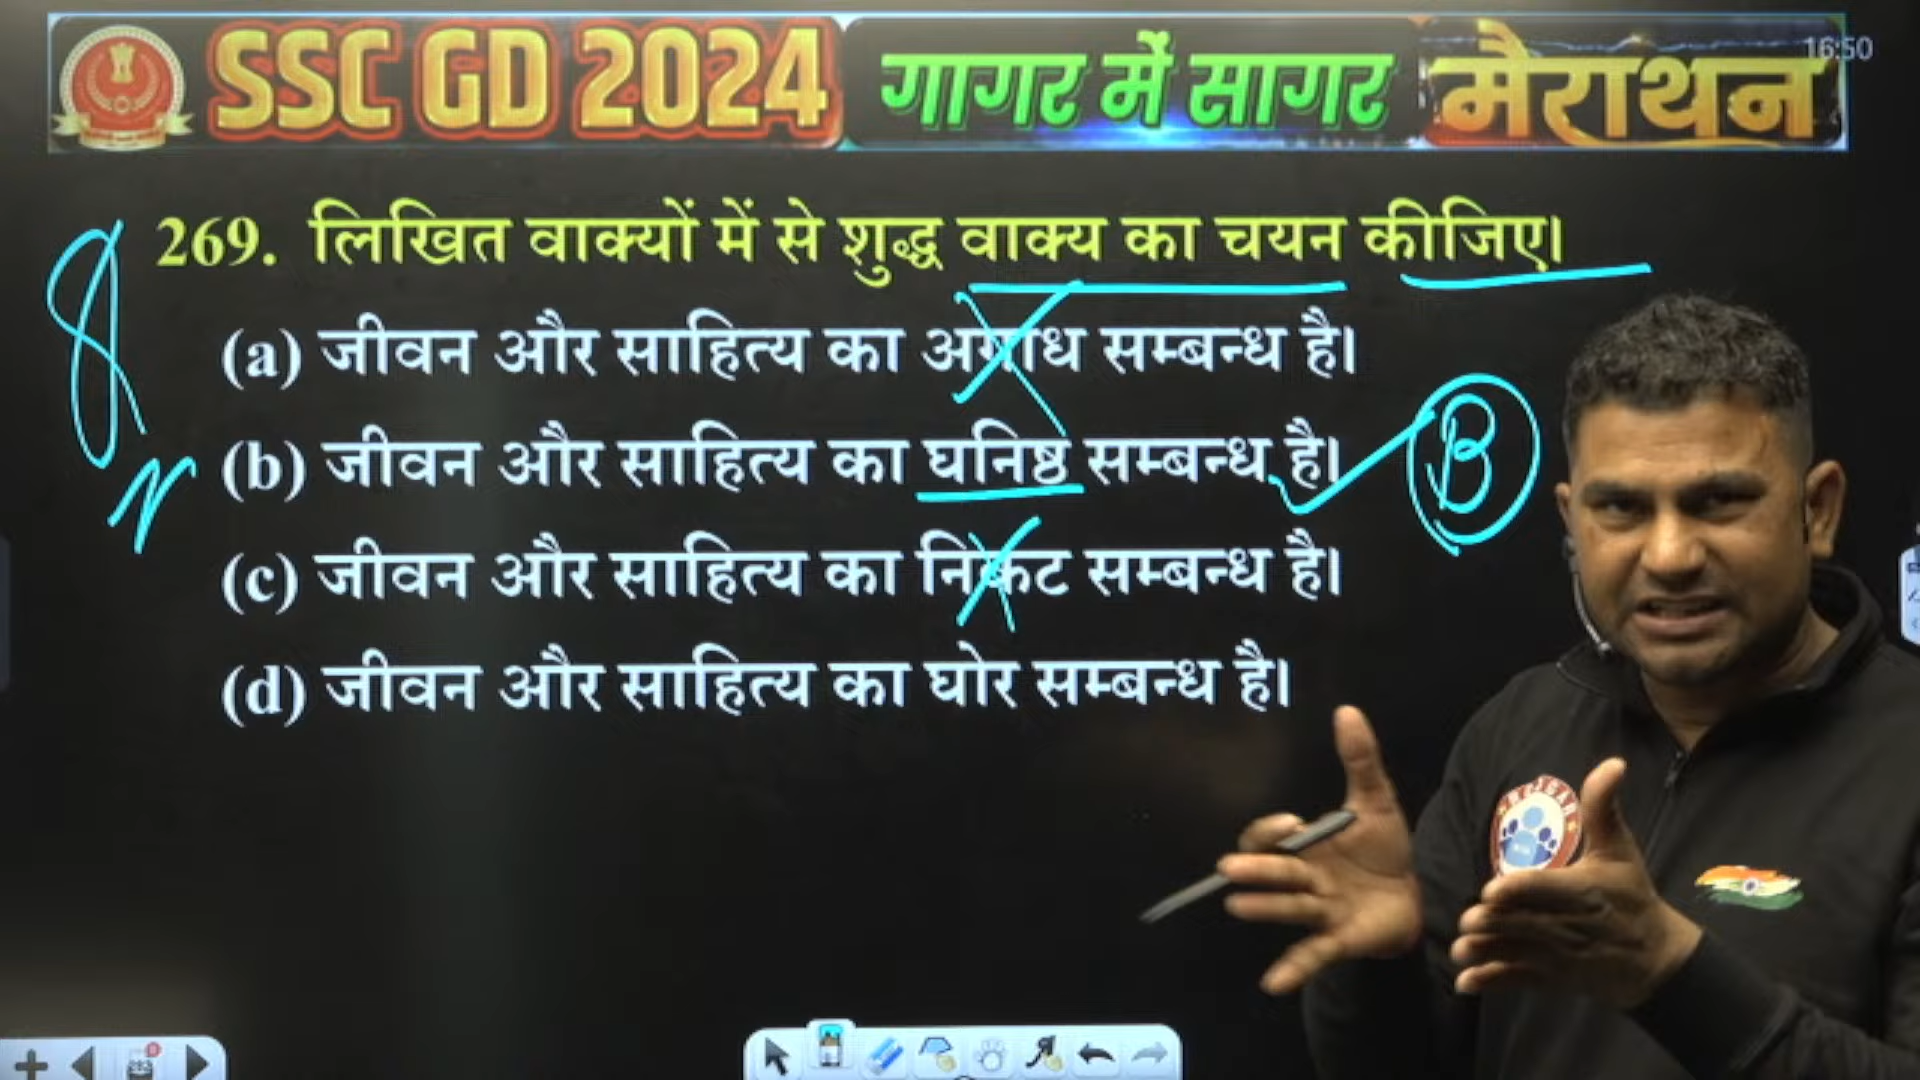 SSC GD 2024 गागर में सागर मैराथन
16:50
269. लिखित वाक्यों में से शुद्ध वाक्य का चयन कीजिए।
(a) जीवन और साहित्य का अगाध सम्बन्ध है।
(b) जीवन और साहित्य का घनिष्ठ सम्बन्ध है।
B
(c) जीवन और साहित्य का निकट सम्बन्ध है।
(d) जीवन और साहित्य का घोर सम्बन्ध है।